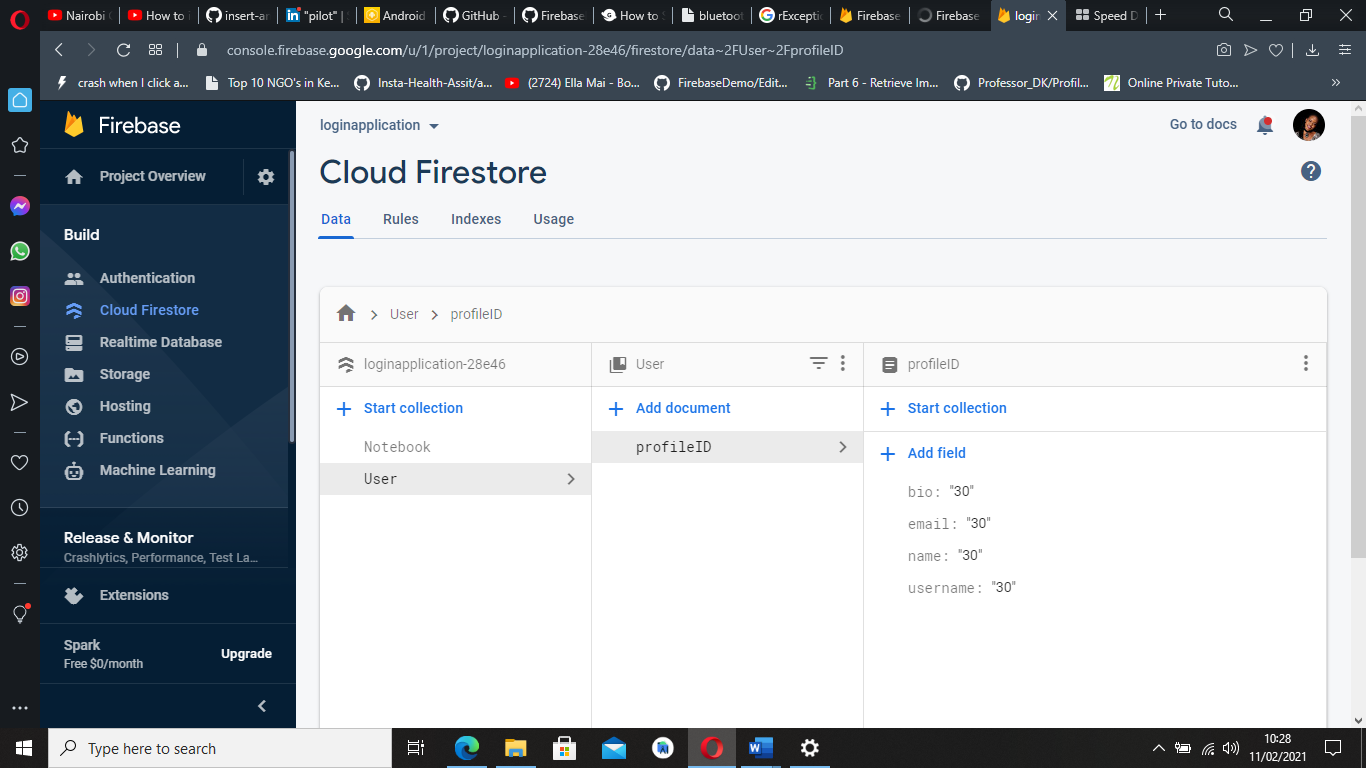 Nairobi
How to
insert-ar
"pilot" | S
Android
GitHub -
Firebase
How to S
bluetoot
rExceptio
Firebase
Firebase
login
Speed D
console.firebase.google.com/u/1/project/loginapplication-28e46/firestore/data~2FUser~2FprofileID
crash when I click a...
Top 10 NGO's in Ke...
Insta-Health-Assit/a...
(2724) Ella Mai - Bo...
FirebaseDemo/Edit...
Part 6 - Retrieve Im...
Professor_DK/Profil...
Online Private Tuto...
»
Firebase
loginapplication
Go to docs
Project Overview
Cloud Firestore
Data Rules Indexes Usage
Build
Authentication
Cloud Firestore
Realtime Database
Storage
Hosting
Functions
Machine Learning
Release & Monitor
Crashlytics, Performance, Test La...
Extensions
Spark
Free $0/month
Upgrade
User > profileID
loginapplication-28e46
Start collection
Notebook
User
User
Add document
profileID
profileID
Start collection
Add field
bio: "30"
email: "30"
name: "30"
username: "30"
Type here to search
10:28
11/02/2021